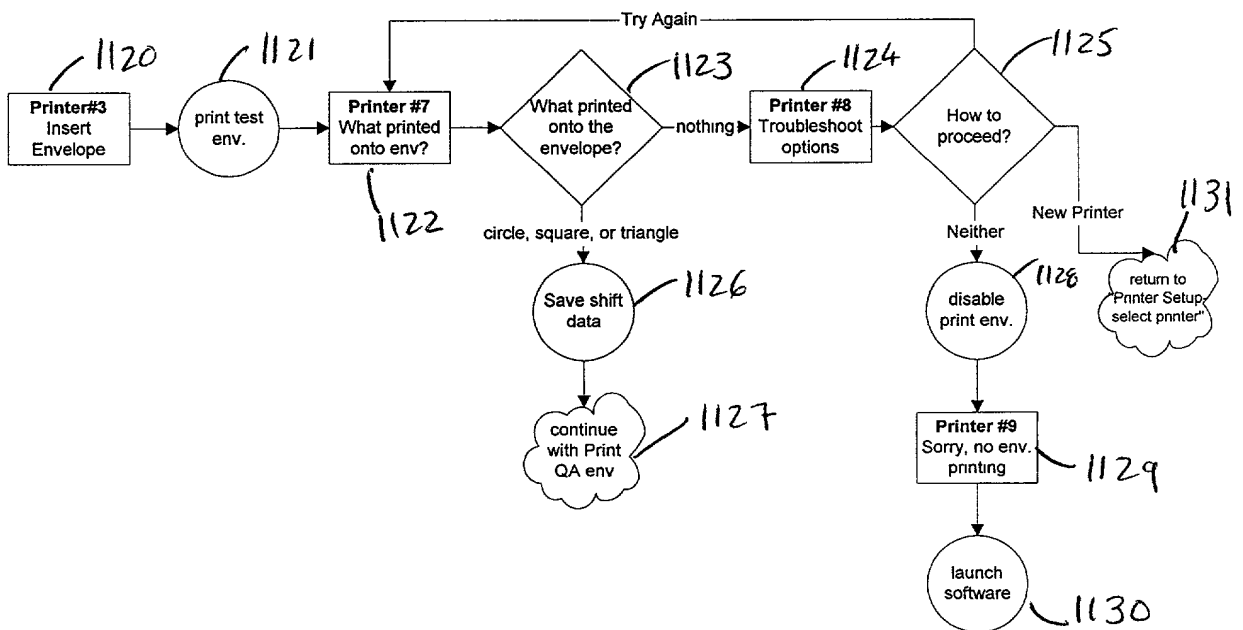 Try Again
1120
1121
1123
1124
1125
Printer#3
Insert
Envelope
print test
env.
Printer #7
What printed
onto env?
What printed
onto the
envelope?
nothing
Printer #8
Troubleshoot
options
How to
proceed?
1122
circle, square, or triangle
Neither
New Printer
1131
Save shift
data
1126
disable
print env.
1128
return to
"Printer Setup-
select printer"
continue
with Print
QA env
1127
Printer #9
Sorry, no env.
printing
1129
launch
software
1130